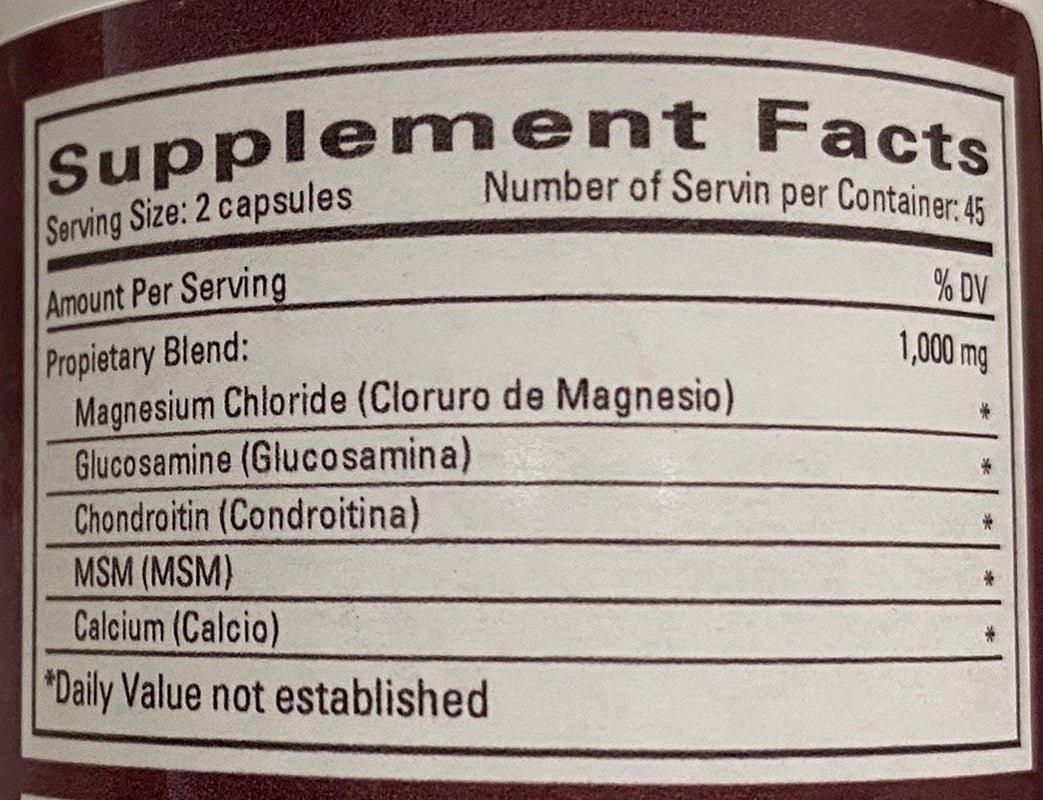 Supplement Facts
Serving Size: 2 capsules Number of Servin per Container: 45
Amount Per Serving % DV
Propietary Blend: 1,000 mg
Magnesium Chloride (Cloruro de Magnesio) *
Glucosamine (Glucosamina) *
Chondroitin (Condroitina) *
MSM (MSM) *
Calcium (Calcio) *
*Daily Value not established